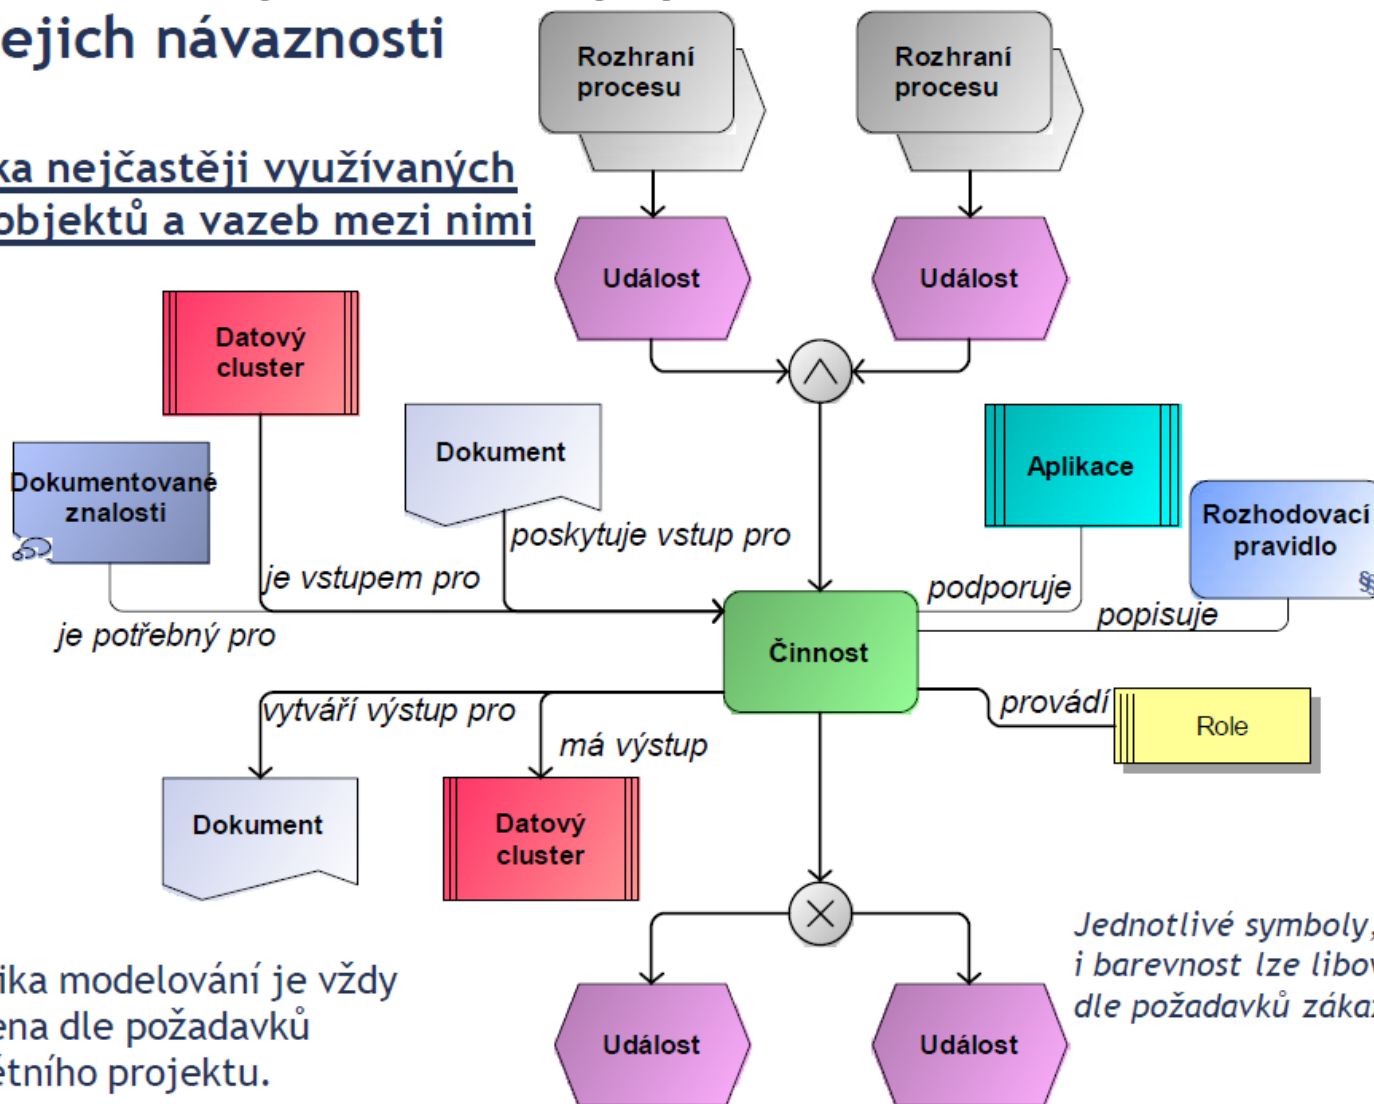 ejich návaznosti
ka nejčastěji využívaných
objektů a vazeb mezi nimi
Rozhraní
procesu
Rozhraní
procesu
Událost
Událost
Datový
cluster
Dokument
Aplikace
Dokumentované
znalosti
Rozhodovací
pravidlo
§§
poskytuje vstup pro
je vstupem pro
podporuje
popisuje
je potřebný pro
Činnost
vytváří výstup pro
má výstup
provádí
Role
Dokument
Datový
cluster
Jednotlivé symboly,
i barevnost lze libov
dle požadavků zákaz
ika modelování je vždy
ena dle požadavků
étního projektu.
Událost
Událost